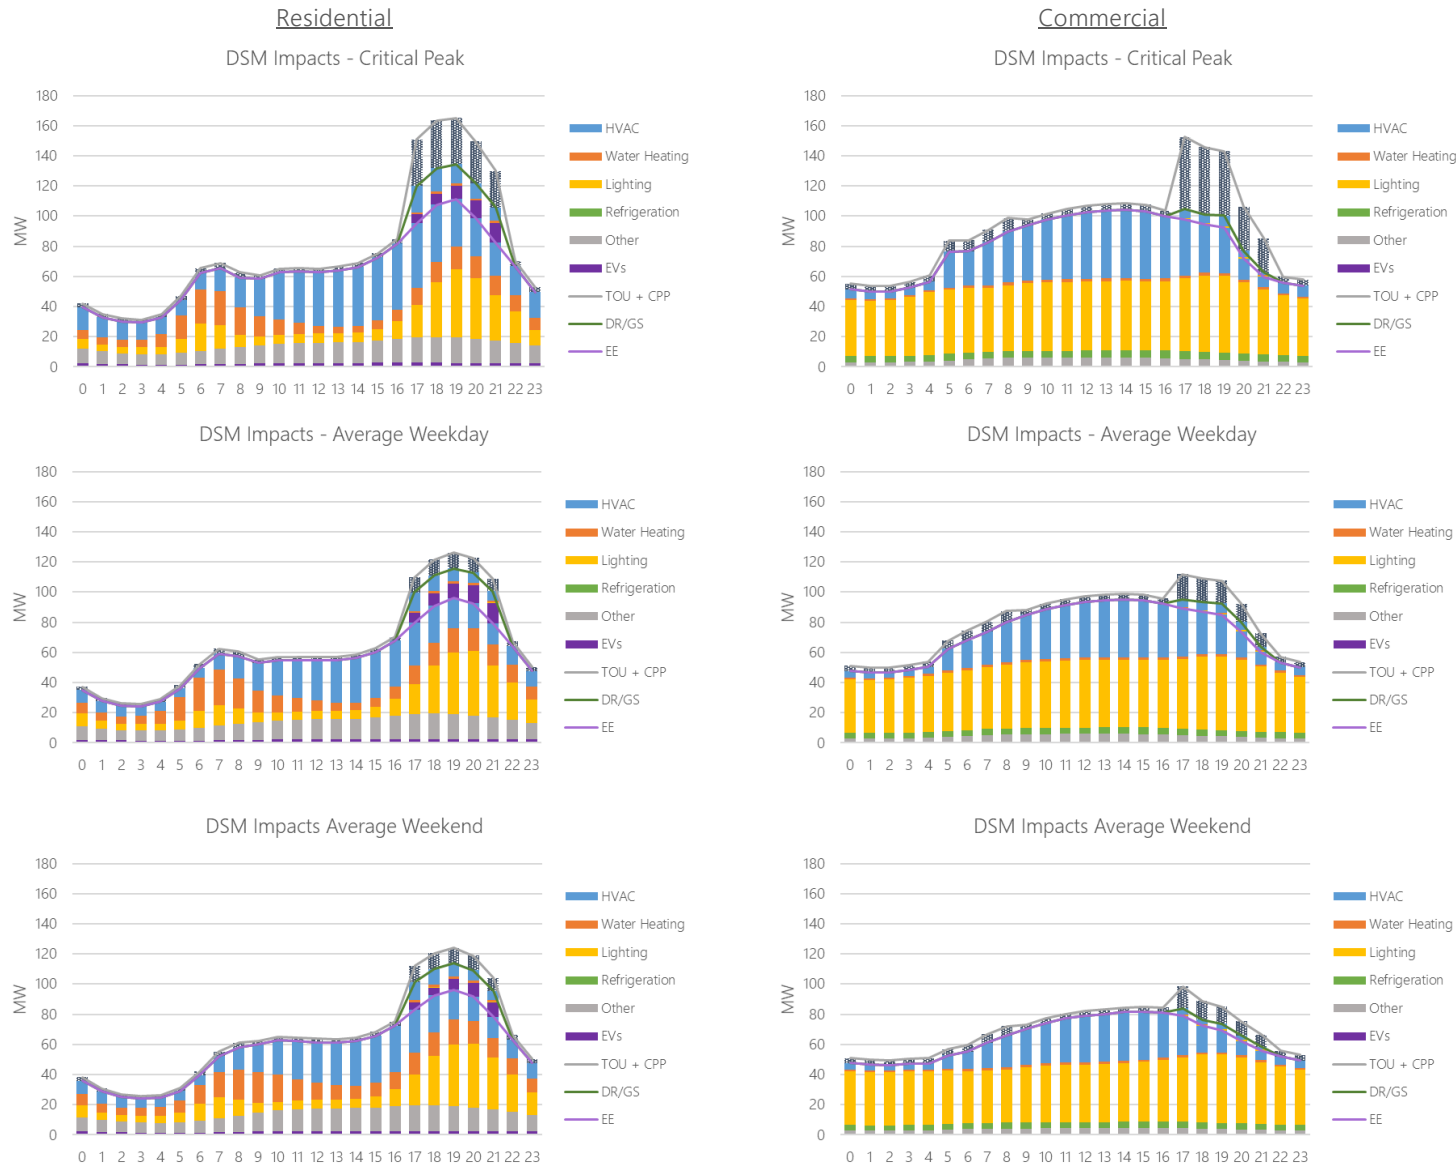 Residential
DSM Impacts - Critical Peak
180
160
140
120
100
80
60
40
20
0
MW
0 1 2 3 4 5 6 7 8 9 10 11 12 13 14 15 16 17 18 19 20 21 22 23
HVAC
Water Heating
Lighting
Refrigeration
Other
EVs
TOU + CPP
DR/GS
EE
DSM Impacts - Average Weekday
180
160
140
120
100
80
60
40
20
0
MW
0 1 2 3 4 5 6 7 8 9 10 11 12 13 14 15 16 17 18 19 20 21 22 23
HVAC
Water Heating
Lighting
Refrigeration
Other
EVs
TOU + CPP
DR/GS
EE
DSM Impacts Average Weekend
180
160
140
120
100
80
60
40
20
0
MW
0 1 2 3 4 5 6 7 8 9 10 11 12 13 14 15 16 17 18 19 20 21 22 23
HVAC
Water Heating
Lighting
Refrigeration
Other
EVs
TOU + CPP
DR/GS
EE
Commercial
DSM Impacts - Critical Peak
180
160
140
120
100
80
60
40
20
0
MW
0 1 2 3 4 5 6 7 8 9 10 11 12 13 14 15 16 17 18 19 20 21 22 23
HVAC
Water Heating
Lighting
Refrigeration
Other
EVs
TOU + CPP
DR/GS
EE
DSM Impacts - Average Weekday
180
160
140
120
100
80
60
40
20
0
MW
0 1 2 3 4 5 6 7 8 9 10 11 12 13 14 15 16 17 18 19 20 21 22 23
HVAC
Water Heating
Lighting
Refrigeration
Other
EVs
TOU + CPP
DR/GS
EE
DSM Impacts Average Weekend
180
160
140
120
100
80
60
40
20
0
MW
0 1 2 3 4 5 6 7 8 9 10 11 12 13 14 15 16 17 18 19 20 21 22 23
HVAC
Water Heating
Lighting
Refrigeration
Other
EVs
TOU + CPP
DR/GS
EE